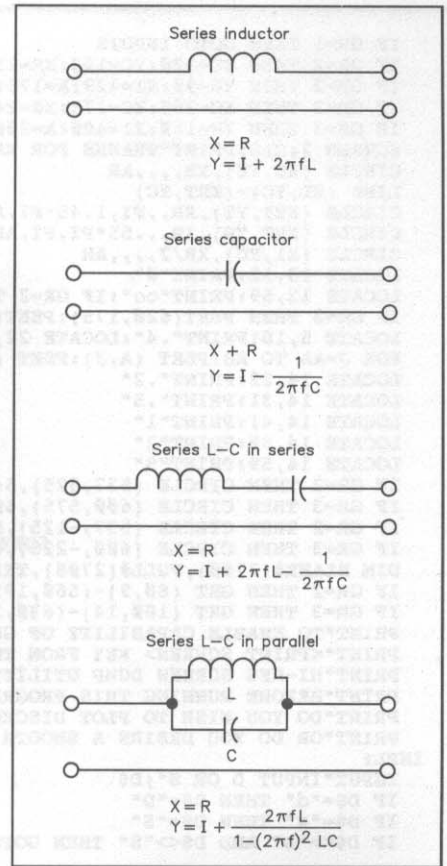 Series inductor
X=R
Y=I + 2πfL
Series capacitor
X + R
Y=I - 1/2πfC
Series L–C in series
X=R
Y=I + 2πfL- 1/2πfC
Series L–C in parallel
L
C
X=R
Y=I + 2πfL/1–(2πf)² LC